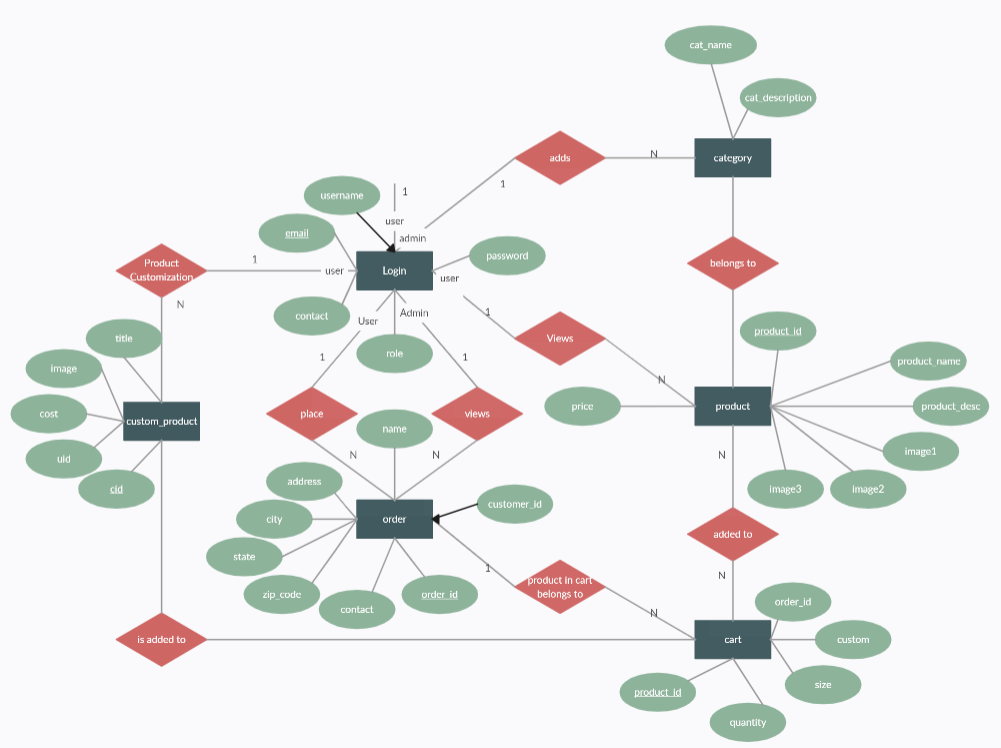 cat_name
cat_description
adds
N
category
1
1
username
user
admin
email
user
Login
user
password
1
belongs to
Product
Customization
N
contact
User
Admin
1
Views
product_id
title
role
1
1
image
N
product_name
cost
custom_product
place
views
price
product
product_desc
name
uid
N
N
N
image1
cid
address
image3
image2
city
order
customer_id
added to
state
1
product in cart
belongs to
N
zip_code
contact
order_id
N
order_id
is added to
cart
custom
product_id
size
quantity